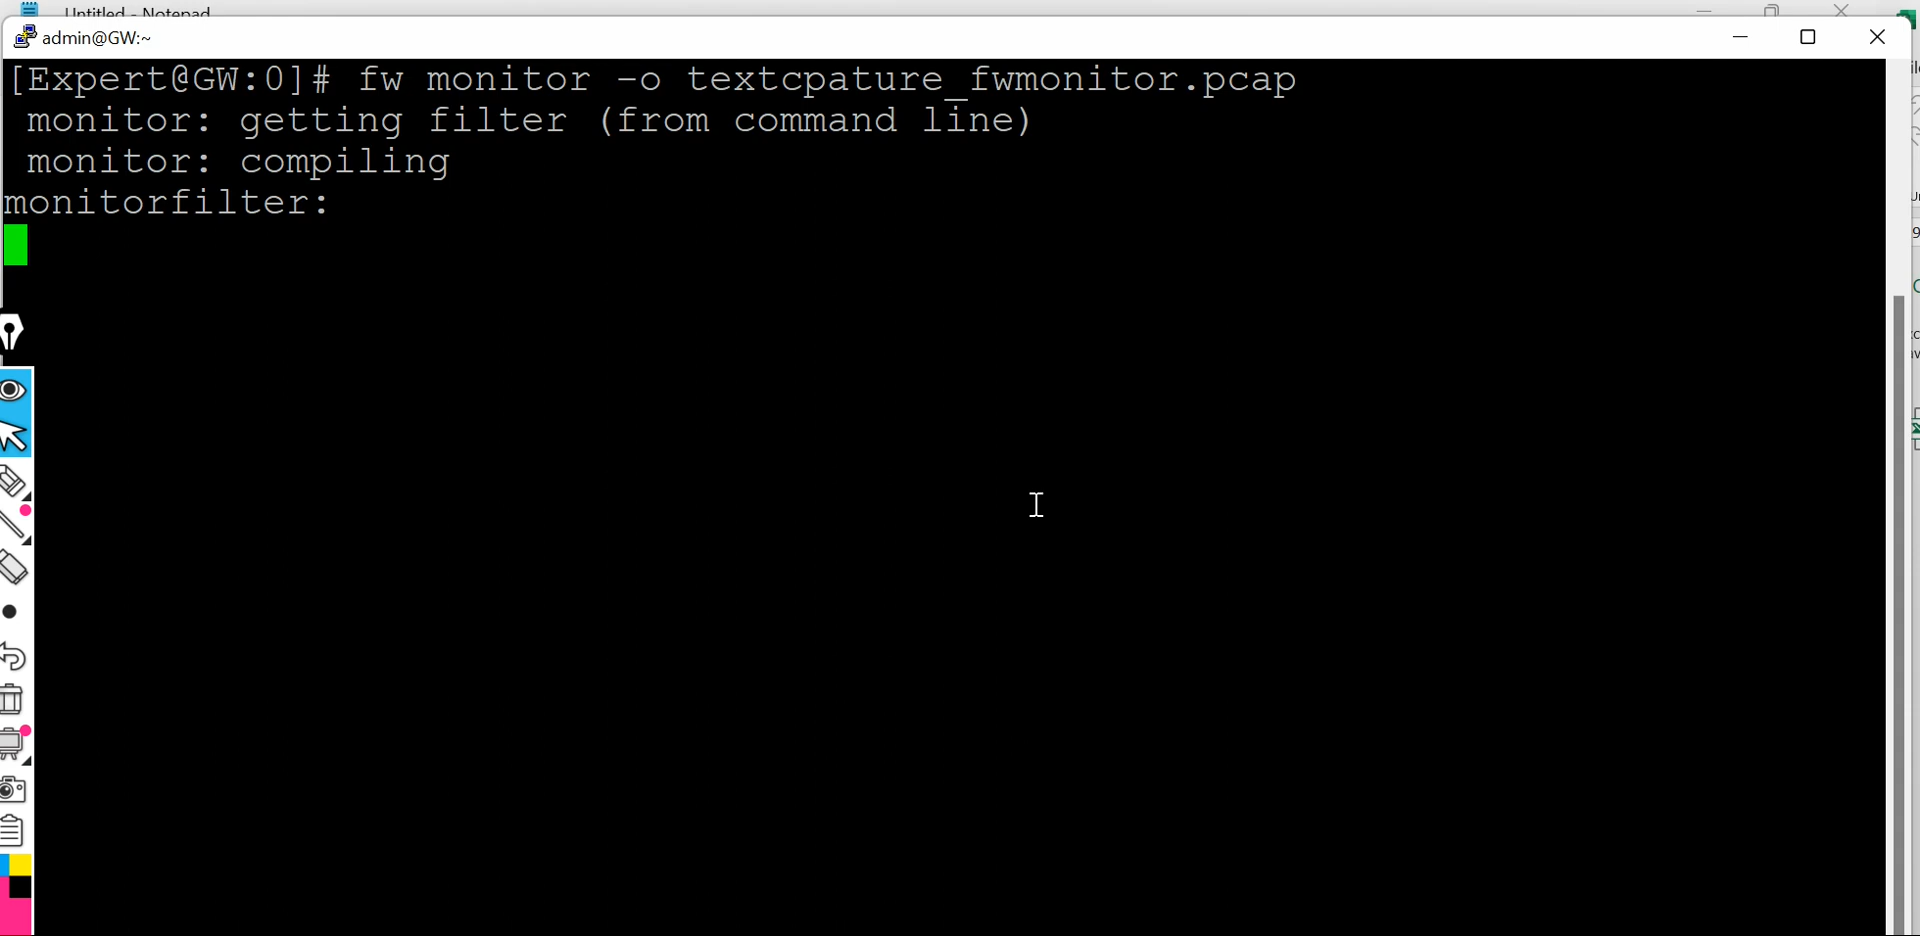 Untitled - Notepad
admin@GW:~
[Expert@GW:0]# fw monitor -o textcpature_fwmonitor.pcap
monitor: getting filter (from command line)
monitor: compiling
monitorfilter: